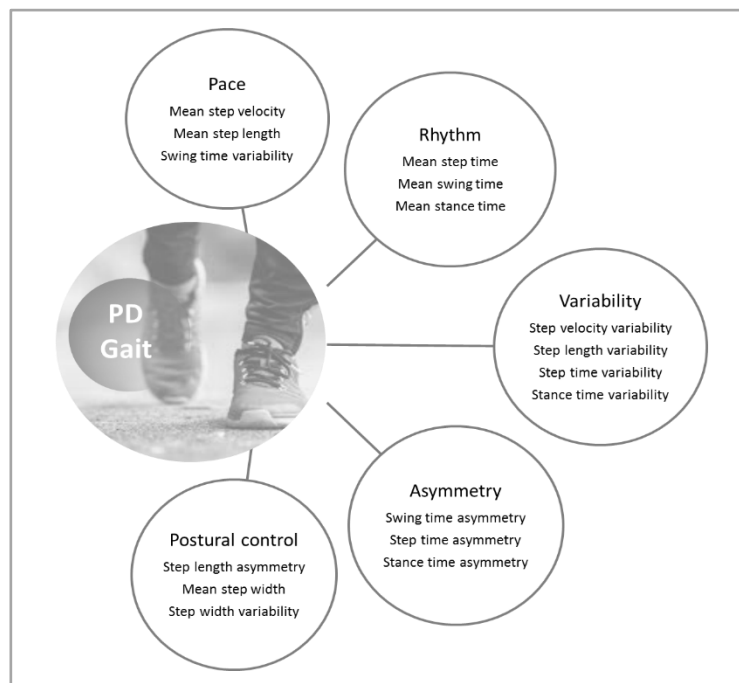 Pace
Mean step velocity
Mean step length
Swing time variability
Rhythm
Mean step time
Mean swing time
Mean stance time
PD
Gait
Variability
Step velocity variability
Step length variability
Step time variability
Stance time variability
Asymmetry
Swing time asymmetry
Step time asymmetry
Stance time asymmetry
Postural control
Step length asymmetry
Mean step width
Step width variability